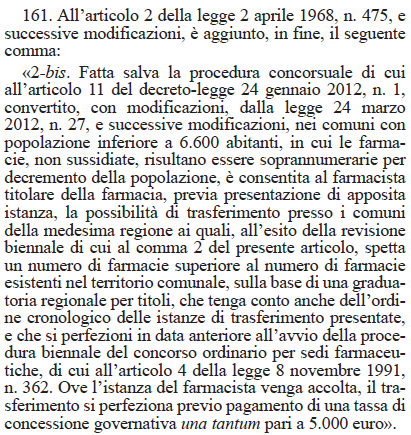 161. All'articolo 2 della legge 2 aprile 1968, n. 475, e
successive modificazioni, è aggiunto, in fine, il seguente
comma:
«2-bis. Fatta salva la procedura concorsuale di cui
all'articolo 11 del decreto-legge 24 gennaio 2012, n. 1,
convertito, con modificazioni, dalla legge 24 marzo
2012, n. 27, e successive modificazioni, nei comuni con
popolazione inferiore a 6.600 abitanti, in cui le farma-
cie, non sussidiate, risultano essere soprannumerarie per
decremento della popolazione, è consentita al farmacista
titolare della farmacia, previa presentazione di apposita
istanza, la possibilità di trasferimento presso i comuni
della medesima regione ai quali, all'esito della revisione
biennale di cui al comma 2 del presente articolo, spetta
un numero di farmacie superiore al numero di farmacie
esistenti nel territorio comunale, sulla base di una gradua-
toria regionale per titoli, che tenga conto anche dell'ordi-
ne cronologico delle istanze di trasferimento presentate,
e che si perfezioni in data anteriore all'avvio della proce-
dura biennale del concorso ordinario per sedi farmaceu-
tiche, di cui all'articolo 4 della legge 8 novembre 1991,
n. 362. Ove l'istanza del farmacista venga accolta, il tra-
sferimento si perfeziona previo pagamento di una tassa di
concessione governativa una tantum pari a 5.000 euro».